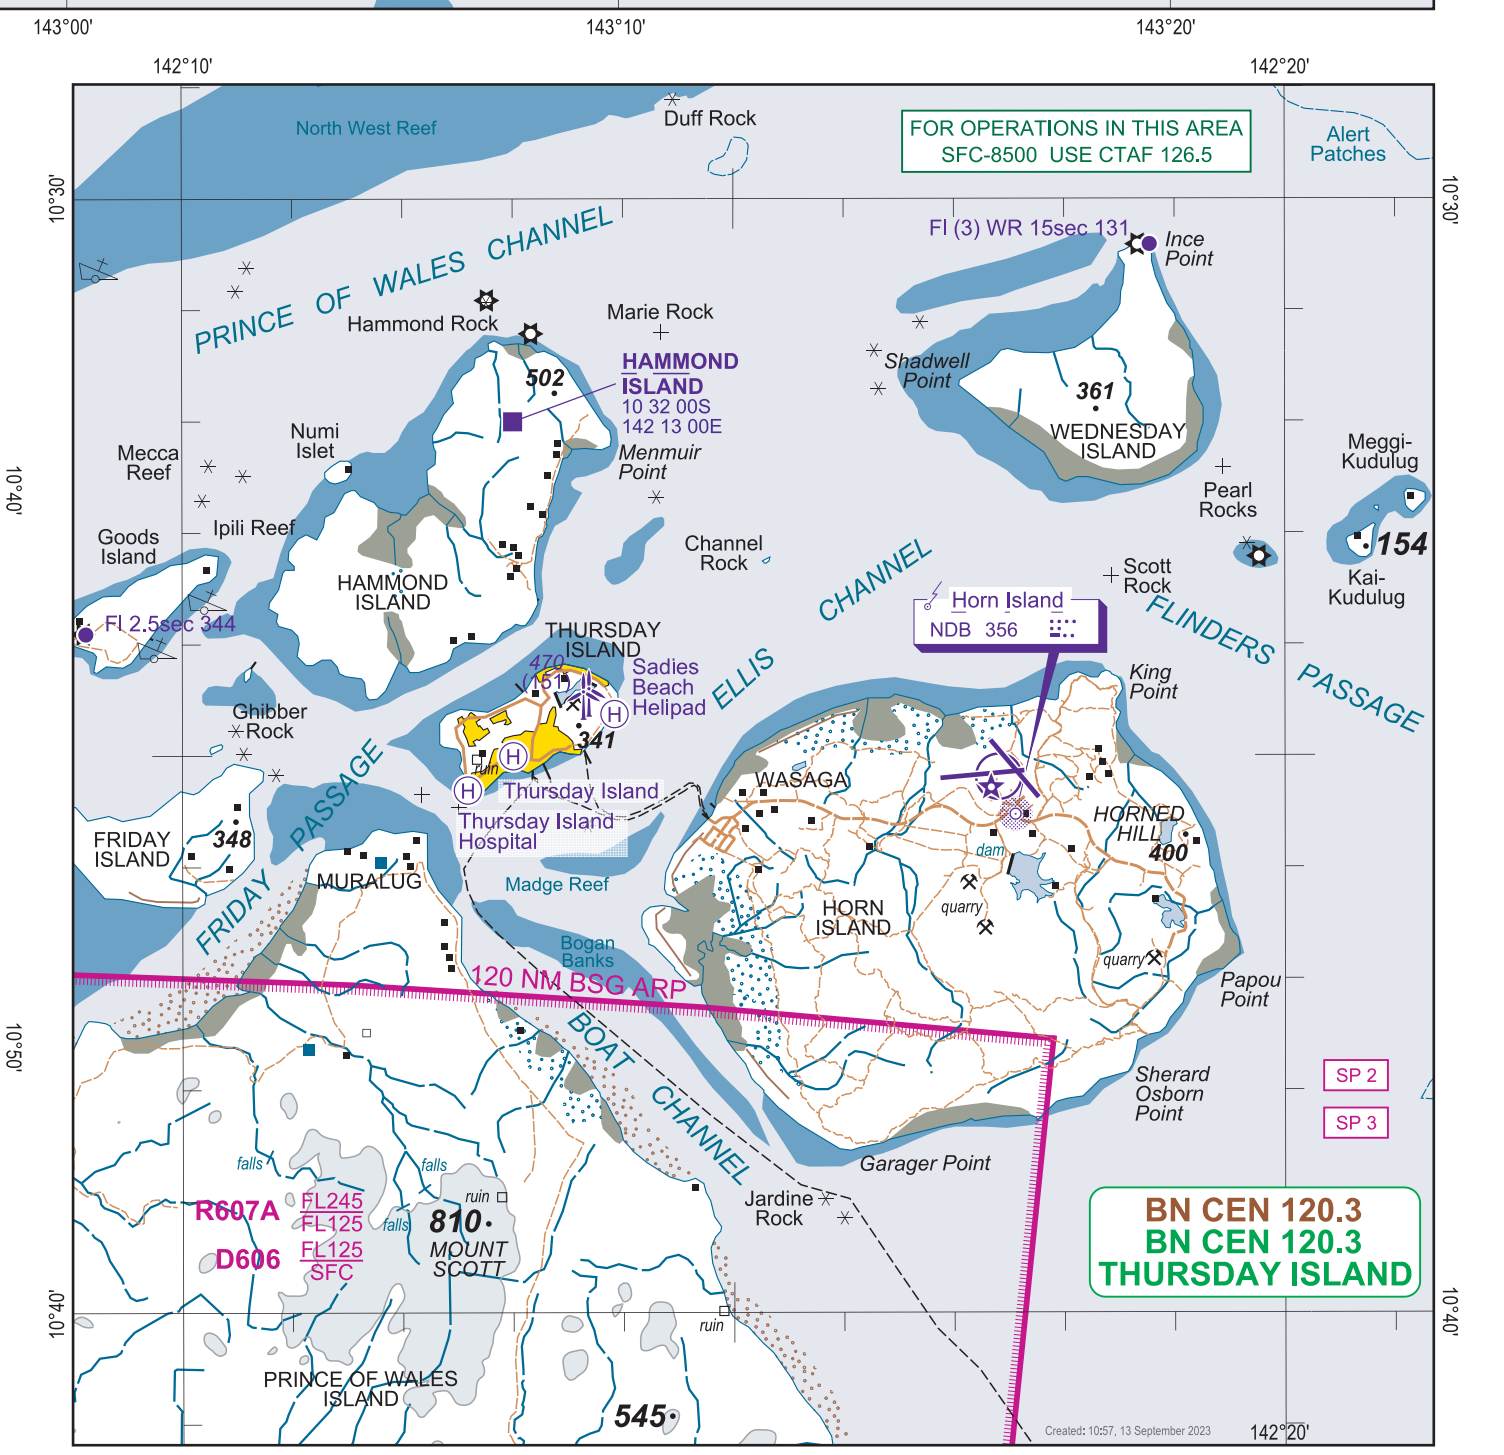 143°00'
143°10'
143°20'
142°10'
142°20'
10°30'
10°30'
10°40'
10°50'
10°40'
10°40'
142°20'
North West Reef
Duff Rock
FOR OPERATIONS IN THIS AREA
SFC-8500 USE CTAF 126.5
Alert
Patches
PRINCE OF WALES CHANNEL
Fl (3) WR 15sec 131
Ince
Point
Hammond Rock
Marie Rock
HAMMOND
ISLAND
10 32 00S
142 13 00E
502
Shadwell
Point
361
WEDNESDAY
ISLAND
Numi
Islet
Mecca
Reef
Menmuir
Point
Meggi-
Kudulug
Pearl
Rocks
Goods
Island
Ipili Reef
Channel
Rock
154
Kai-
Kudulug
Scott
Rock
HAMMOND
ISLAND
CHANNEL
Horn Island
NDB 356
FLINDERS PASSAGE
Fl 2.5sec 344
THURSDAY
ISLAND
470
(151)
Sadies
Beach
Helipad
ELLIS
King
Point
Ghibber
Rock
H
341
H
ruin
H
Thursday Island
Thursday Island
Hospital
PASSAGE
WASAGA
HORNED
HILL
400
FRIDAY
ISLAND
348
MURALUG
Madge Reef
dam
quarry
HORN
ISLAND
FRIDAY
Bogan
Banks
quarry
120 NM BSG ARP
Papou
Point
BOAT CHANNEL
Sherard
Osborn
Point
SP 2
SP 3
Garager Point
falls
falls
ruin
R607A
FL245
FL125
falls
810
D606
FL125
SFC
MOUNT
SCOTT
Jardine
Rock
BN CEN 120.3
BN CEN 120.3
THURSDAY ISLAND
ruin
PRINCE OF WALES
ISLAND
545
Created: 10:57, 13 September 2023